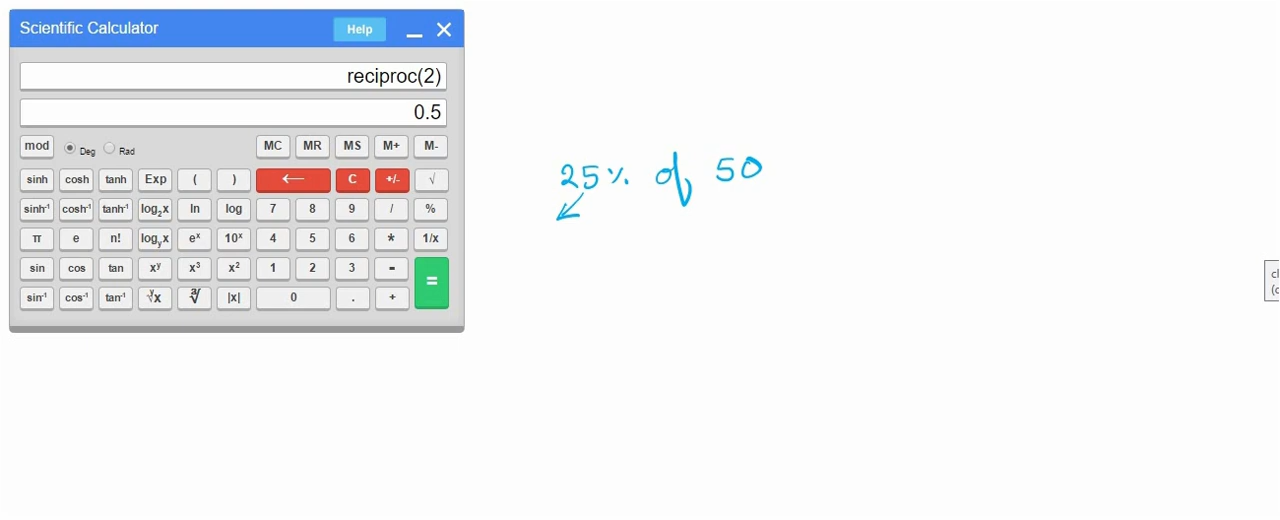 Scientific Calculator Help
reciproc(2)
0.5
mod Deg Rad MC MR MS M+ M-
sinh cosh tanh Exp ( ) ← C +/- √
sinh⁻¹ cosh⁻¹ tanh⁻¹ log₂x ln log 7 8 9 / %
π e n! logᵧx eˣ 10ˣ 4 5 6 * 1/x
sin cos tan xʸ x³ x² 1 2 3 - =
sin⁻¹ cos⁻¹ tan⁻¹ ʸ√x ∛ |x| 0 . +
25% of 50